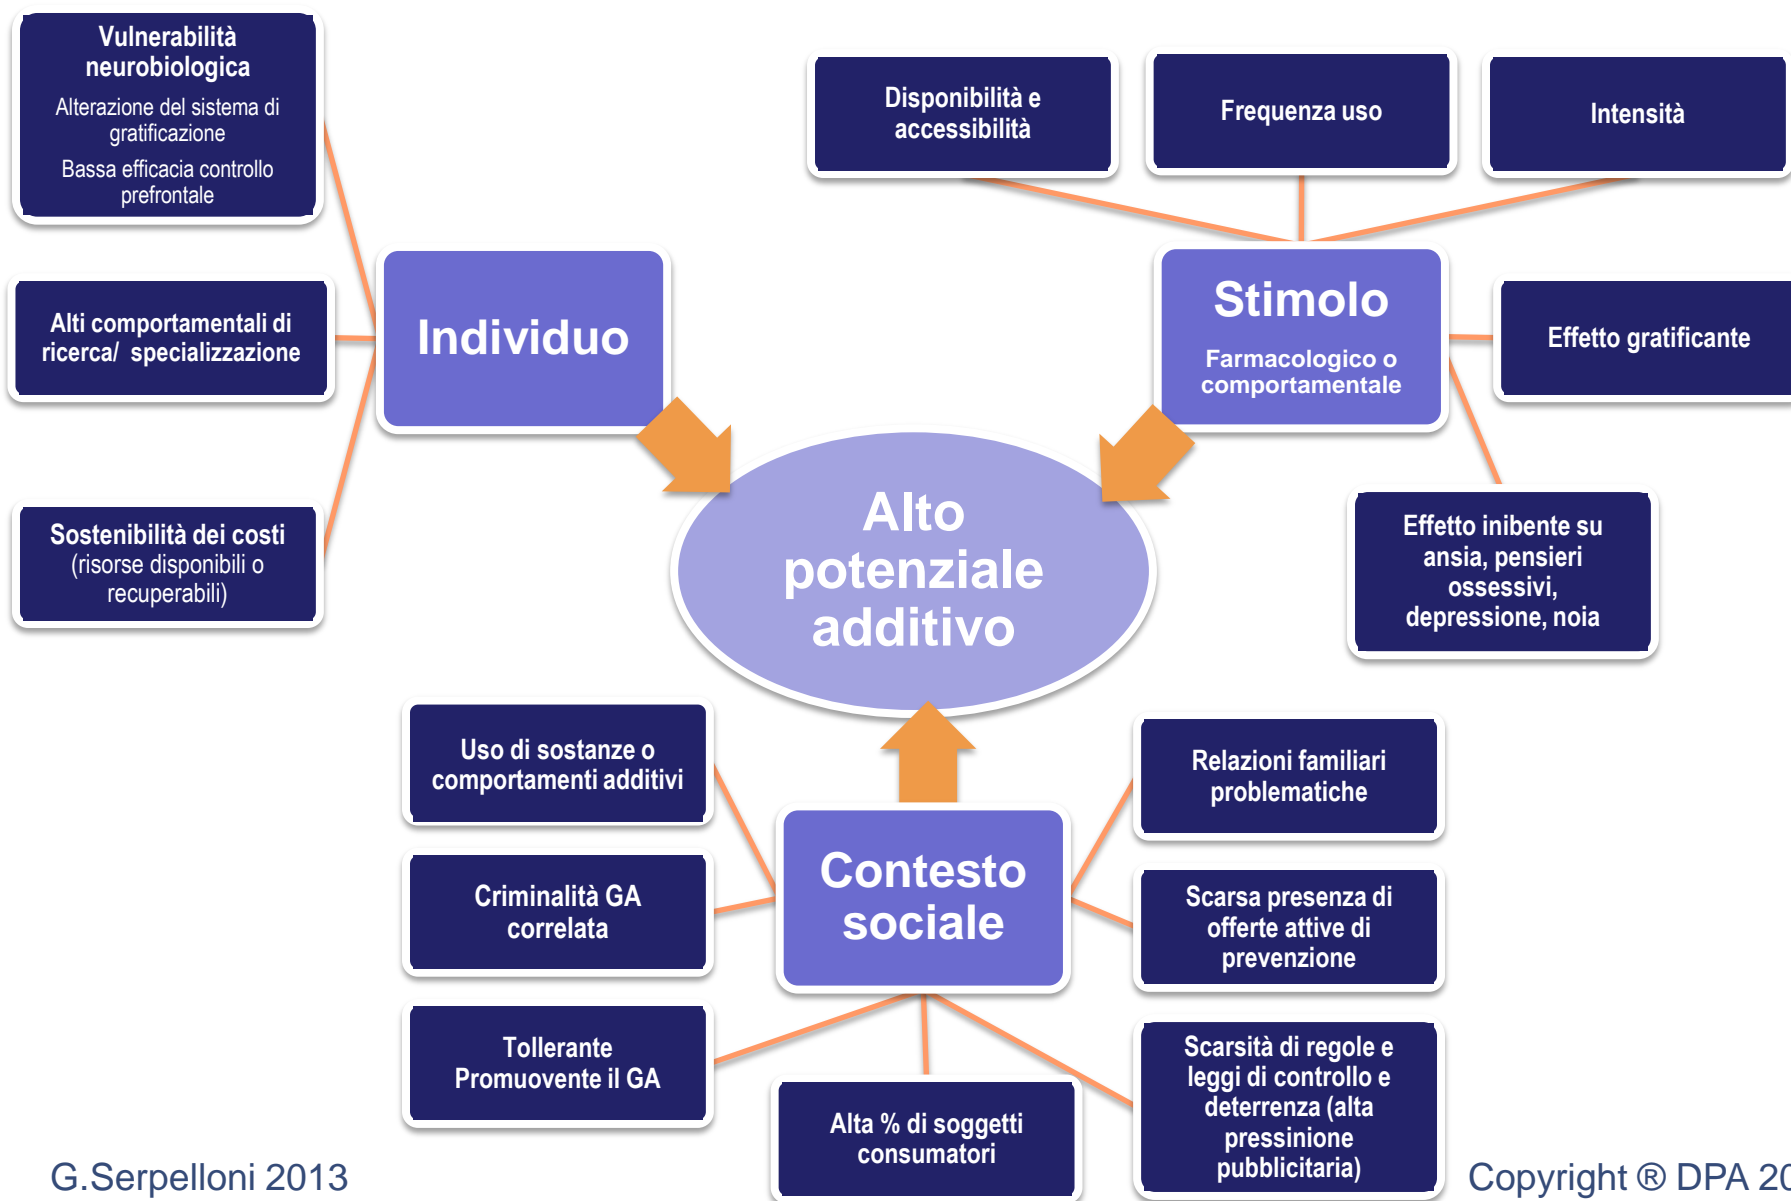 Vulnerabilità
neurobiologica
Alterazione del sistema di
gratificazione
Bassa efficacia controllo
prefrontale
Alti comportamentali di
ricerca/ specializzazione
Sostenibilità dei costi
(risorse disponibili o
recuperabili)
Individuo
Disponibilità e
accessibilità
Frequenza uso
Intensità
Stimolo
Farmacologico o
comportamentale
Effetto gratificante
Effetto inibente su
ansia, pensieri
ossessivi,
depressione, noia
Alto
potenziale
additivo
Uso di sostanze o
comportamenti additivi
Criminalità GA
correlata
Tollerante
Promuovente il GA
Contesto
sociale
Alta % di soggetti
consumatori
Relazioni familiari
problematiche
Scarsa presenza di
offerte attive di
prevenzione
Scarsità di regole e
leggi di controllo e
deterrenza (alta
pressinione
pubblicitaria)
G.Serpelloni 2013
Copyright ® DPA 20